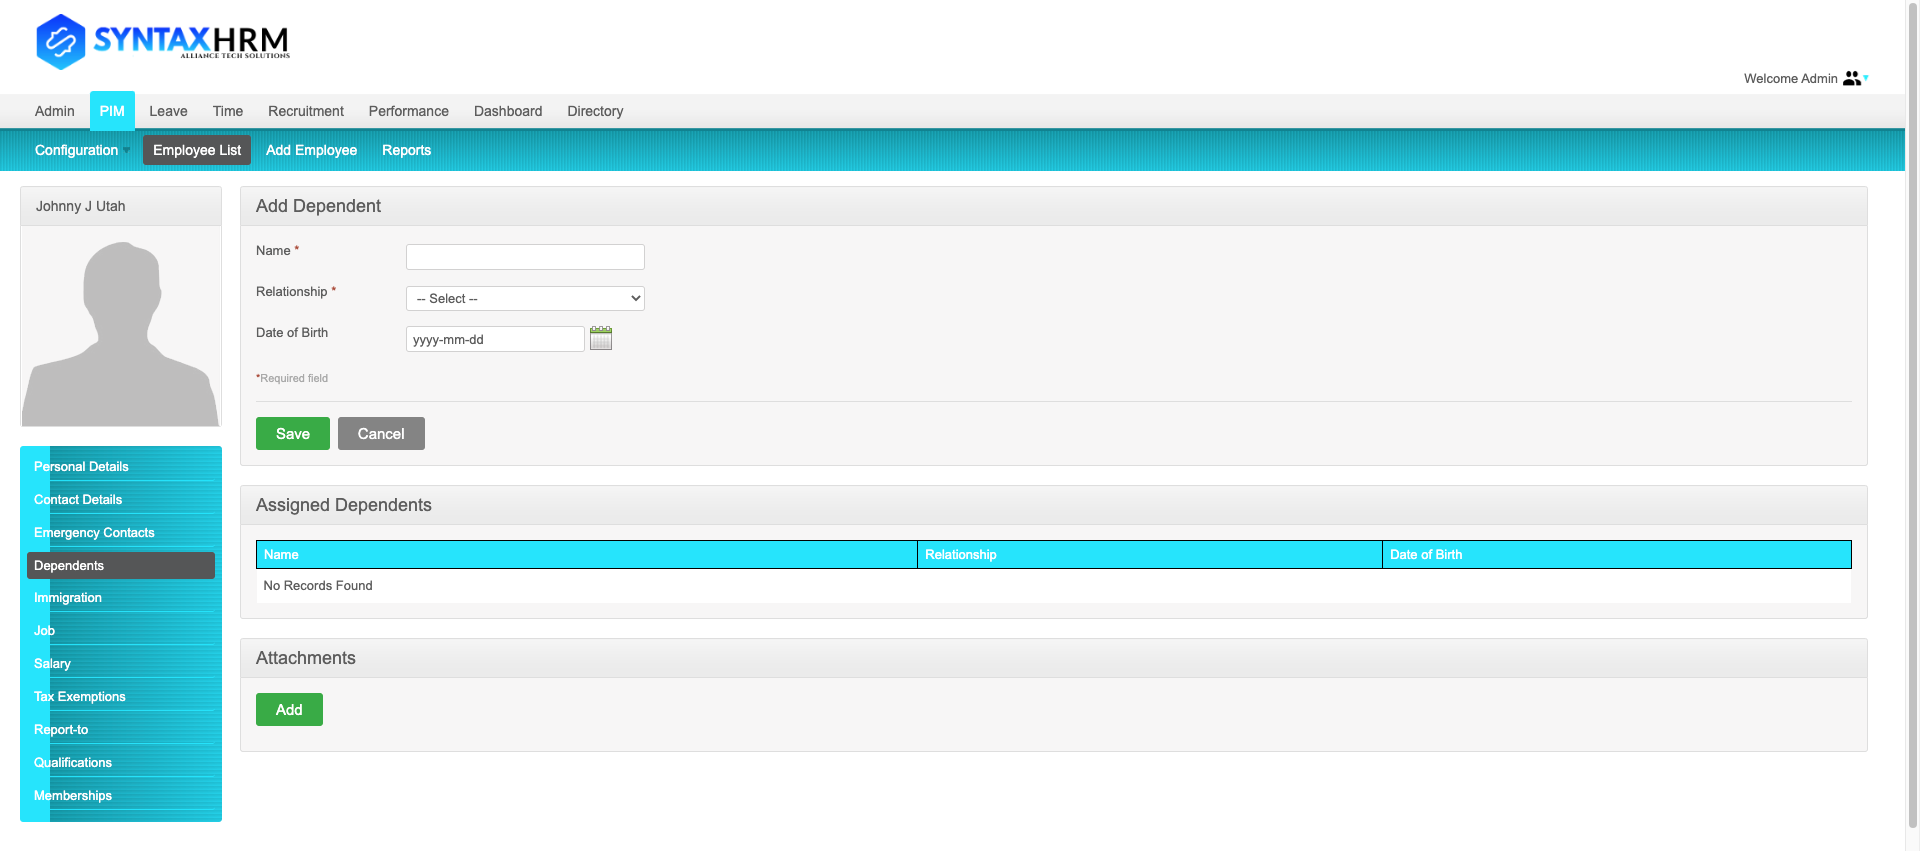 SYNTAXHRM
ALLIANCE TECH SOLUTIONS
Welcome Admin
Admin PIM Leave Time Recruitment Performance Dashboard Directory
Configuration Employee List Add Employee Reports
Johnny J Utah
Personal Details
Contact Details
Emergency Contacts
Dependents
Immigration
Job
Salary
Tax Exemptions
Report-to
Qualifications
Memberships
Add Dependent
Name *
Relationship * -- Select --
Date of Birth yyyy-mm-dd
*Required field
Save Cancel
Assigned Dependents
Name Relationship Date of Birth
No Records Found
Attachments
Add